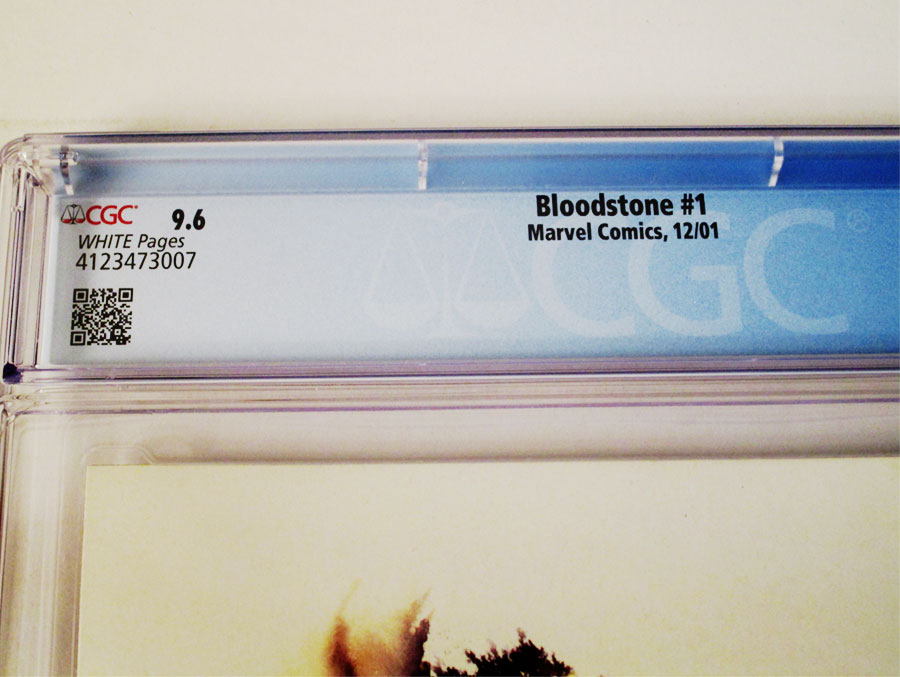 CGC 9.6
WHITE Pages
4123473007
Bloodstone #1
Marvel Comics, 12/01
CGC